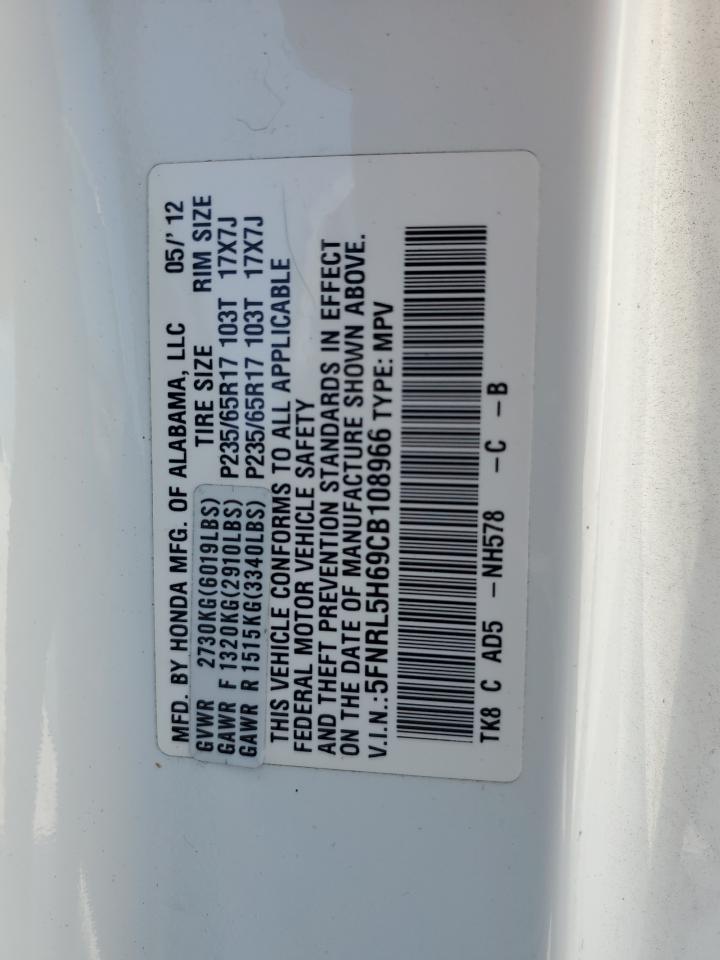 MFD. BY HONDA MFG. OF ALABAMA, LLC 05/' 12
GVWR 2730KG(6019LBS) TIRE SIZE RIM SIZE
GAWR F 1320KG(2910LBS) P235/65R17 103T 17X7J
GAWR R 1515KG(3340LBS) P235/65R17 103T 17X7J
THIS VEHICLE CONFORMS TO ALL APPLICABLE
FEDERAL MOTOR VEHICLE SAFETY
AND THEFT PREVENTION STANDARDS IN EFFECT
ON THE DATE OF MANUFACTURE SHOWN ABOVE.
V.I.N.:5FNRL5H69CB108966 TYPE: MPV
TK8 C AD5 -NH578 -C -B